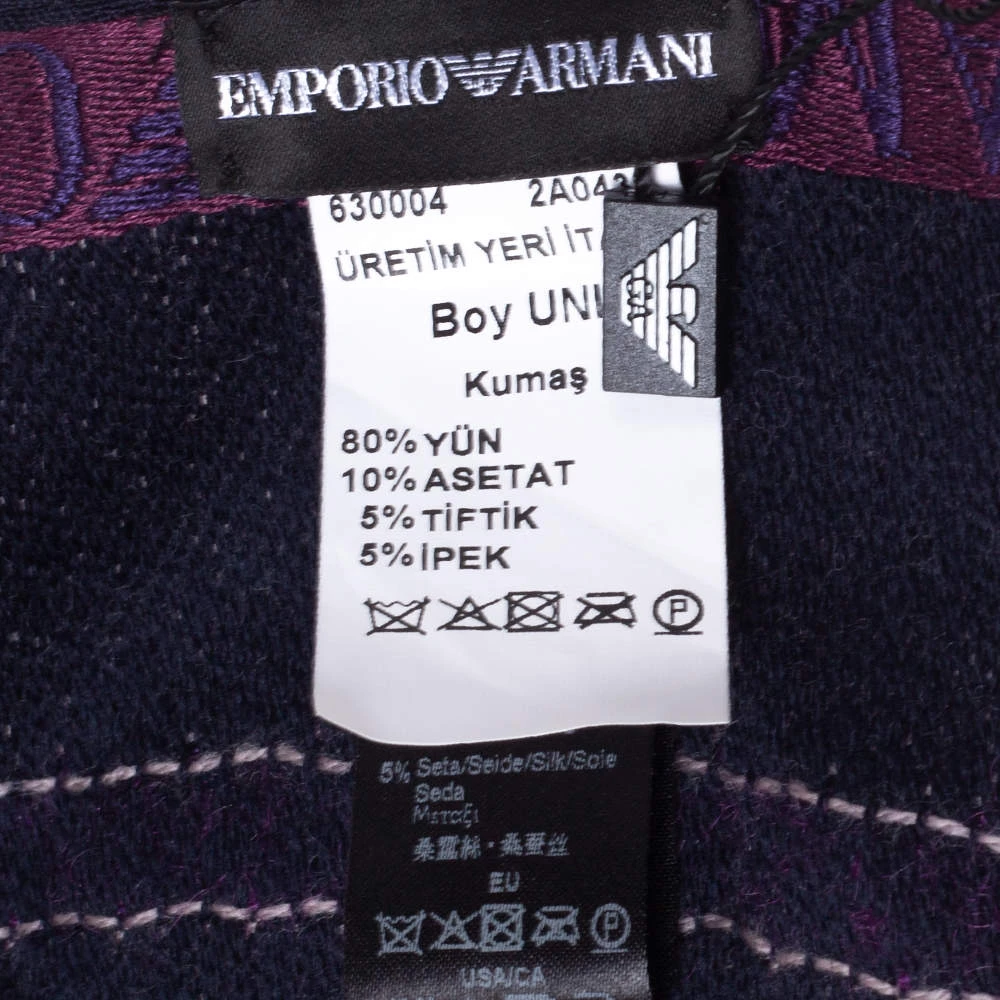 EMPORIO ARMANI
630004 2A043
ÜRETİM YERİ
Boy
Kumaş
80% YÜN
10% ASETAT
5% TİFTİK
5% İPEK
P
5% Seta/Seide/Silk/Soie
Seda
Μεταξι
桑蠶絲・桑蚕丝
EU
P
USA/CA